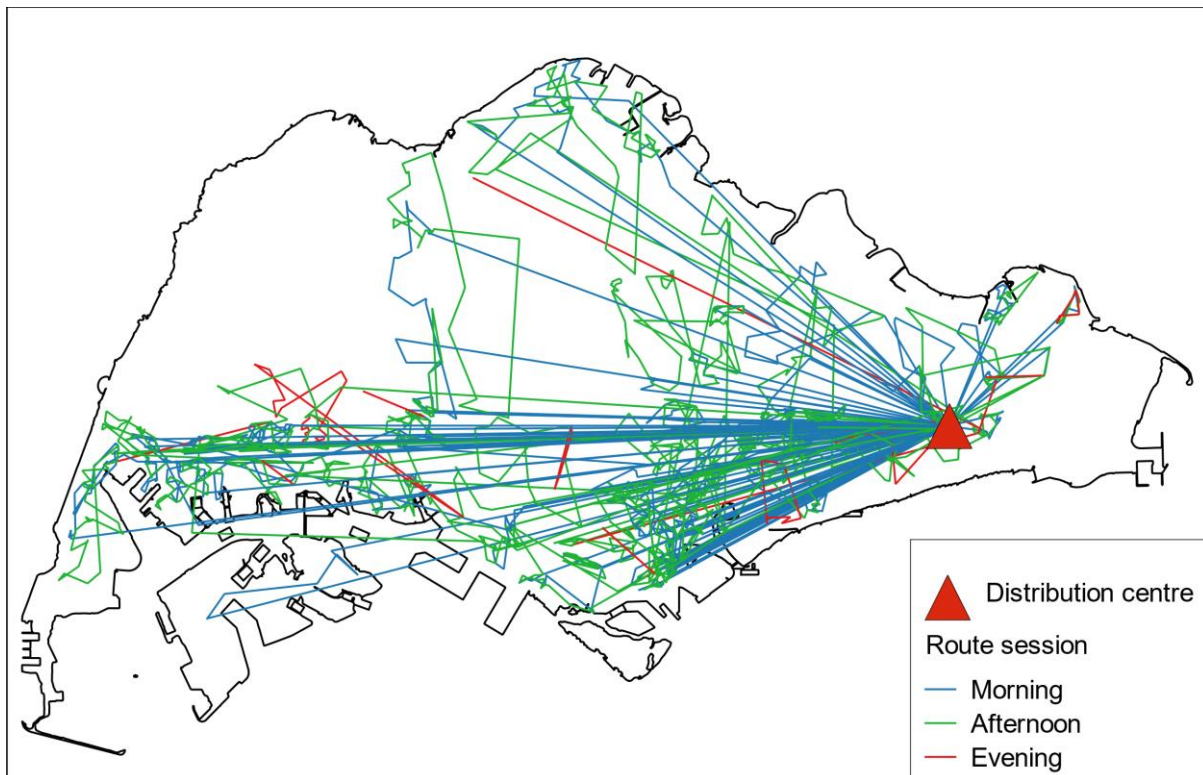 Distribution centre
Route session
Morning
Afternoon
Evening